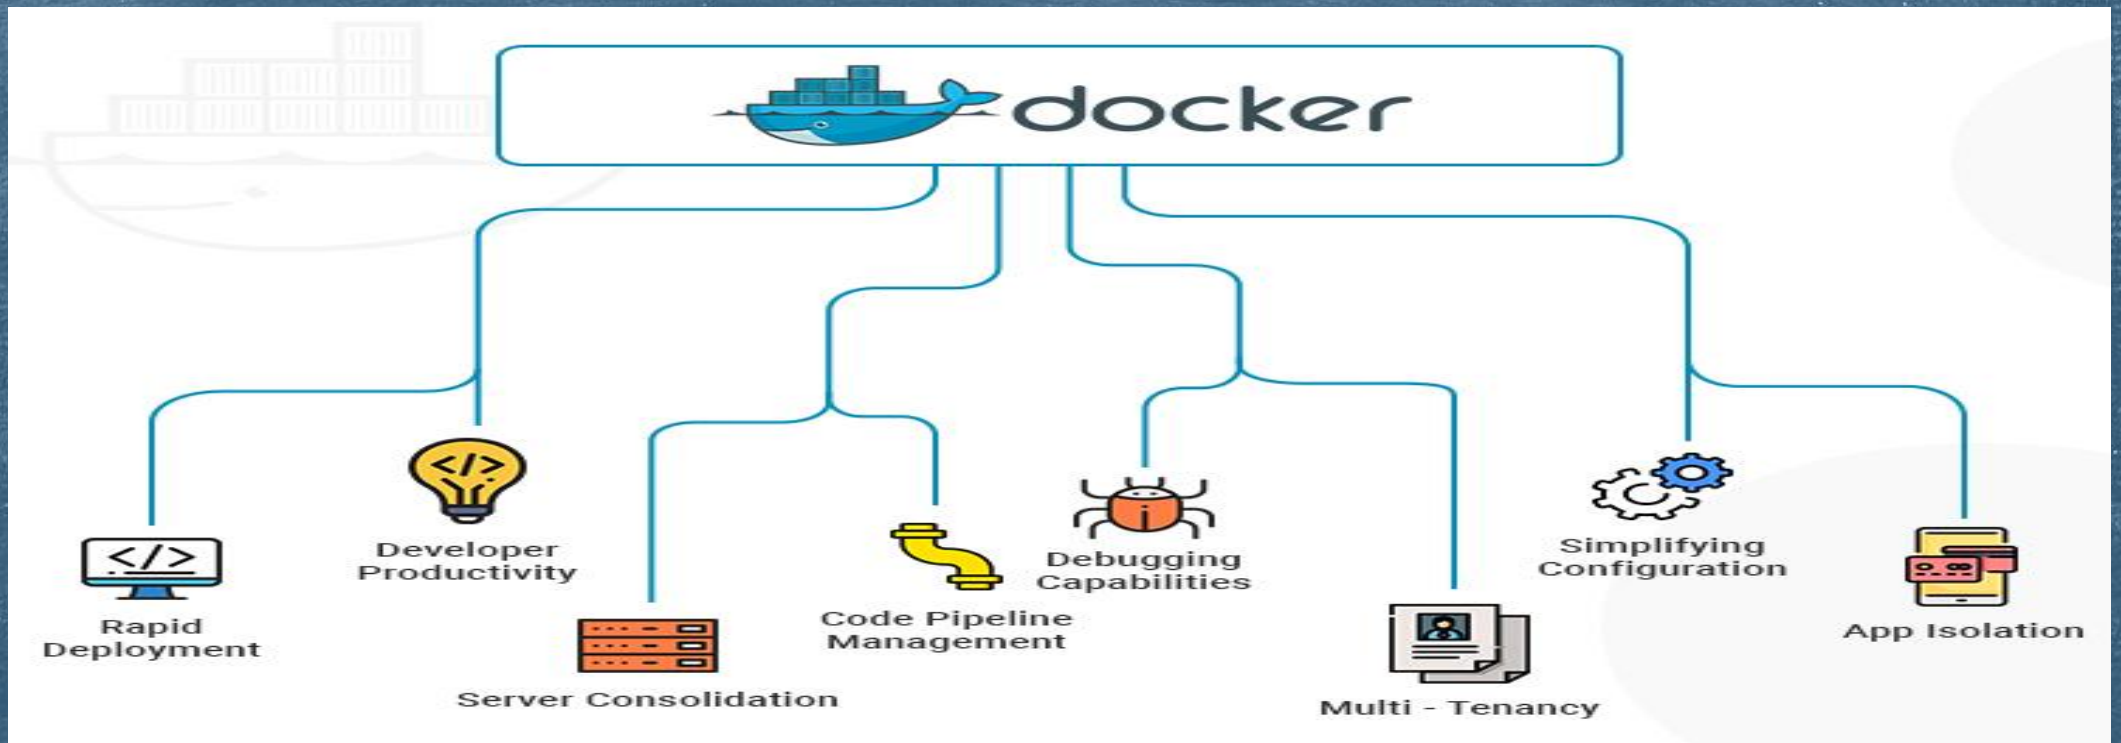 docker
Rapid
Deployment
Developer
Productivity
Server Consolidation
Code Pipeline
Management
Debugging
Capabilities
Multi - Tenancy
Simplifying
Configuration
App Isolation